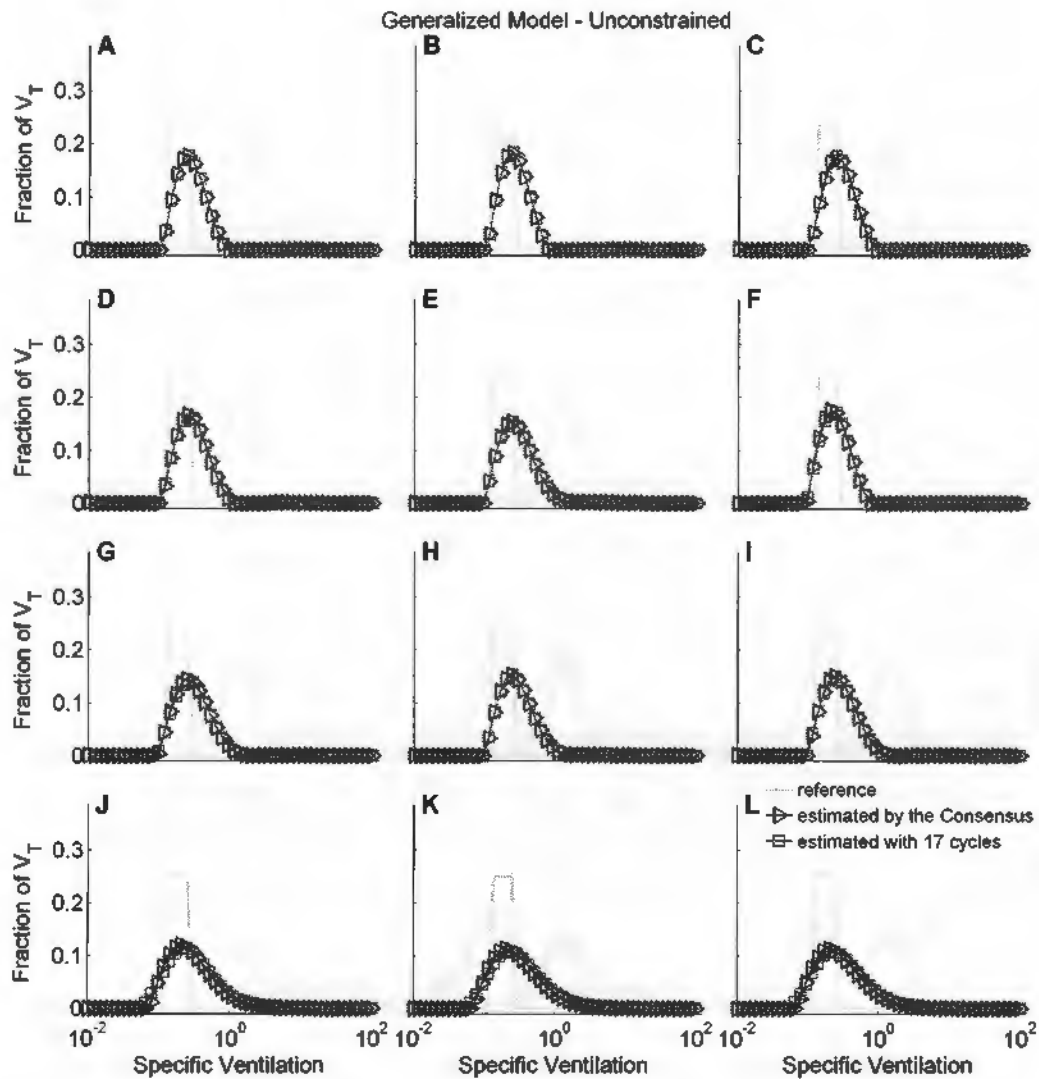 Generalized Model - Unconstrained
A
B
C
Fraction of V_T
0.3
0.2
0.1
0
D
E
F
Fraction of V_T
0.3
0.2
0.1
0
G
H
I
Fraction of V_T
0.3
0.2
0.1
0
J
K
L
reference
estimated by the Consensus
estimated with 17 cycles
Fraction of V_T
0.3
0.2
0.1
0
10^-2
10^0
10^2
10^-2
10^0
10^2
10^-2
10^0
10^2
Specific Ventilation
Specific Ventilation
Specific Ventilation